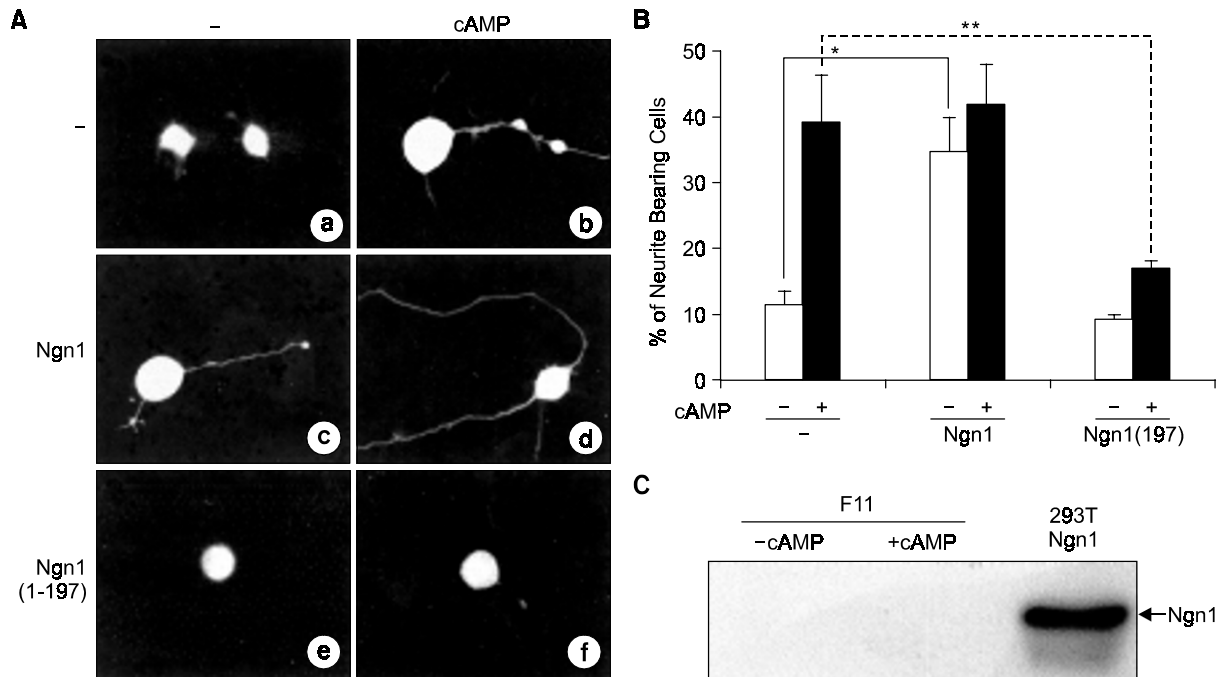 A
– cAMP
–
a b
Ngn1
c d
Ngn1
(1-197)
e f
B
* **
% of Neurite Bearing Cells
50
40
30
20
10
0
cAMP – + – + – +
– Ngn1 Ngn1(197)
C
F11
–cAMP +cAMP
293T
Ngn1
←Ngn1